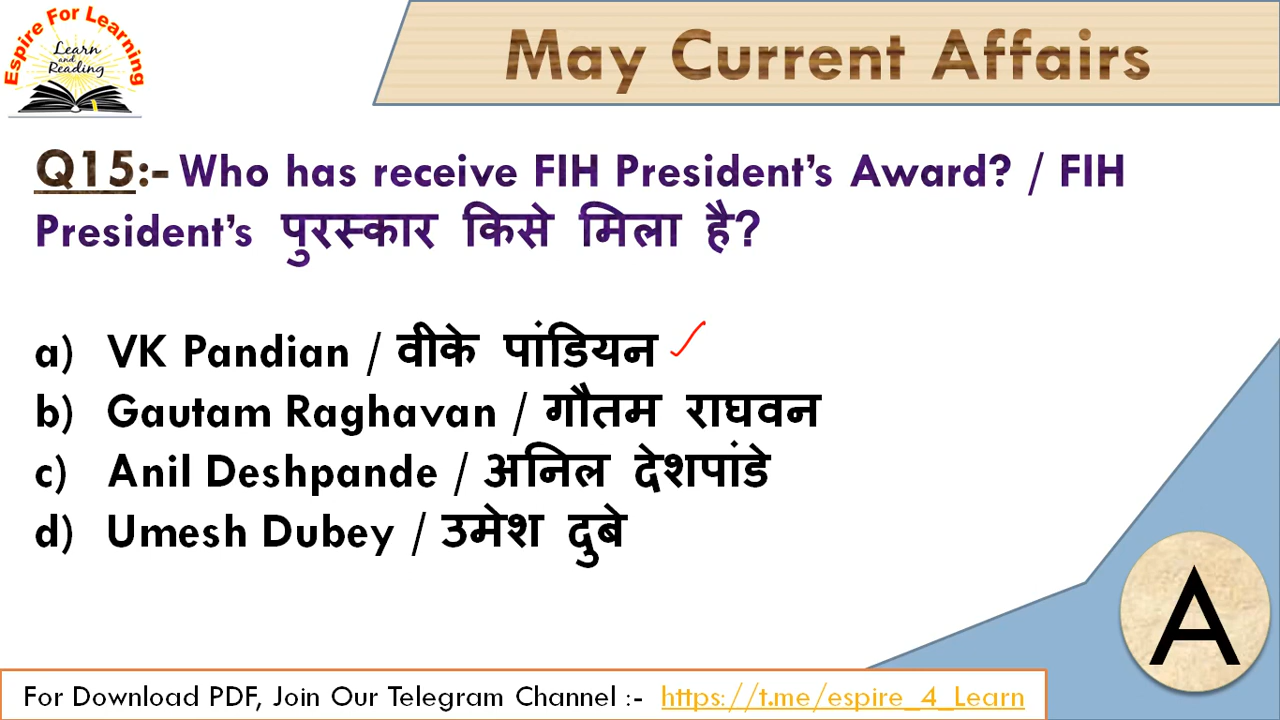 Espire For Learning
Learn
and
Reading
May Current Affairs
Q15:- Who has receive FIH President’s Award? / FIH
President’s पुरस्कार किसे मिला है?
a) VK Pandian / वीके पांडियन
b) Gautam Raghavan / गौतम राघवन
c) Anil Deshpande / अनिल देशपांडे
d) Umesh Dubey / उमेश दुबे
A
For Download PDF, Join Our Telegram Channel :- https://t.me/espire_4_Learn